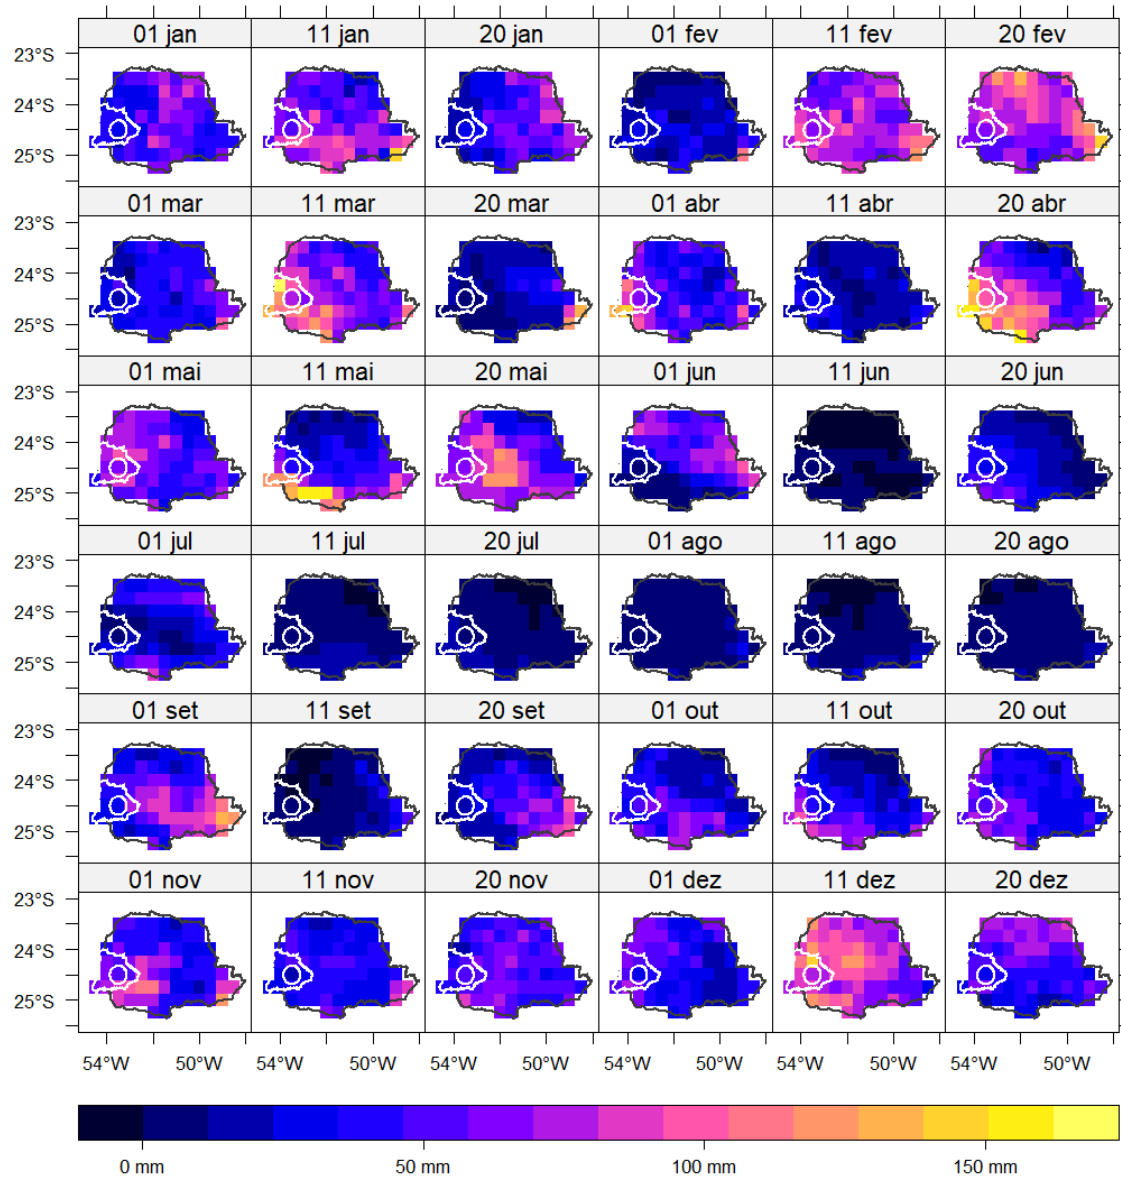 01 jan 11 jan 20 jan 01 fev 11 fev 20 fev
23°S
24°S
25°S
01 mar 11 mar 20 mar 01 abr 11 abr 20 abr
23°S
24°S
25°S
01 mai 11 mai 20 mai 01 jun 11 jun 20 jun
23°S
24°S
25°S
01 jul 11 jul 20 jul 01 ago 11 ago 20 ago
23°S
24°S
25°S
01 set 11 set 20 set 01 out 11 out 20 out
23°S
24°S
25°S
01 nov 11 nov 20 nov 01 dez 11 dez 20 dez
23°S
24°S
25°S
54°W 50°W 54°W 50°W 54°W 50°W 54°W 50°W 54°W 50°W 54°W 50°W
0 mm 50 mm 100 mm 150 mm